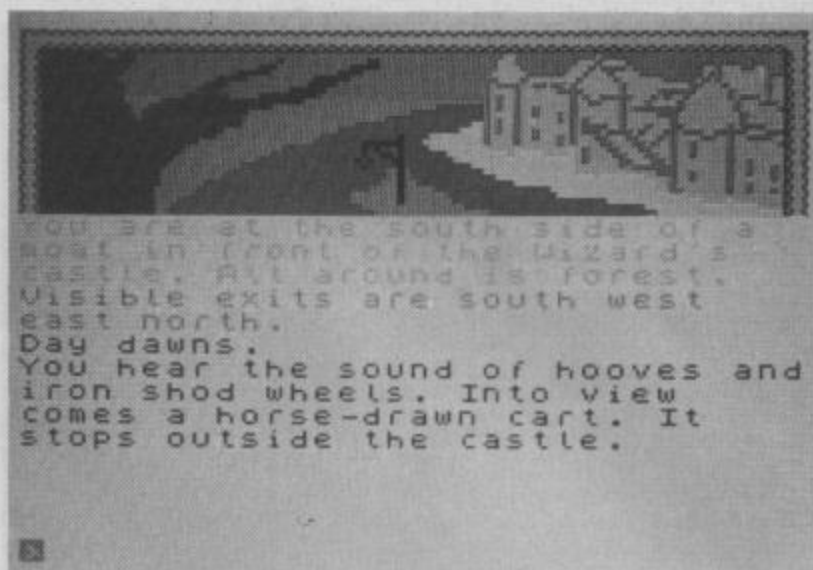 You are at the south side of a
moat in front of the Wizard's
castle. All around is forest.
Visible exits are south west
east north.
Day dawns.
You hear the sound of hooves and
iron shod wheels. Into view
comes a horse-drawn cart. It
stops outside the castle.
>